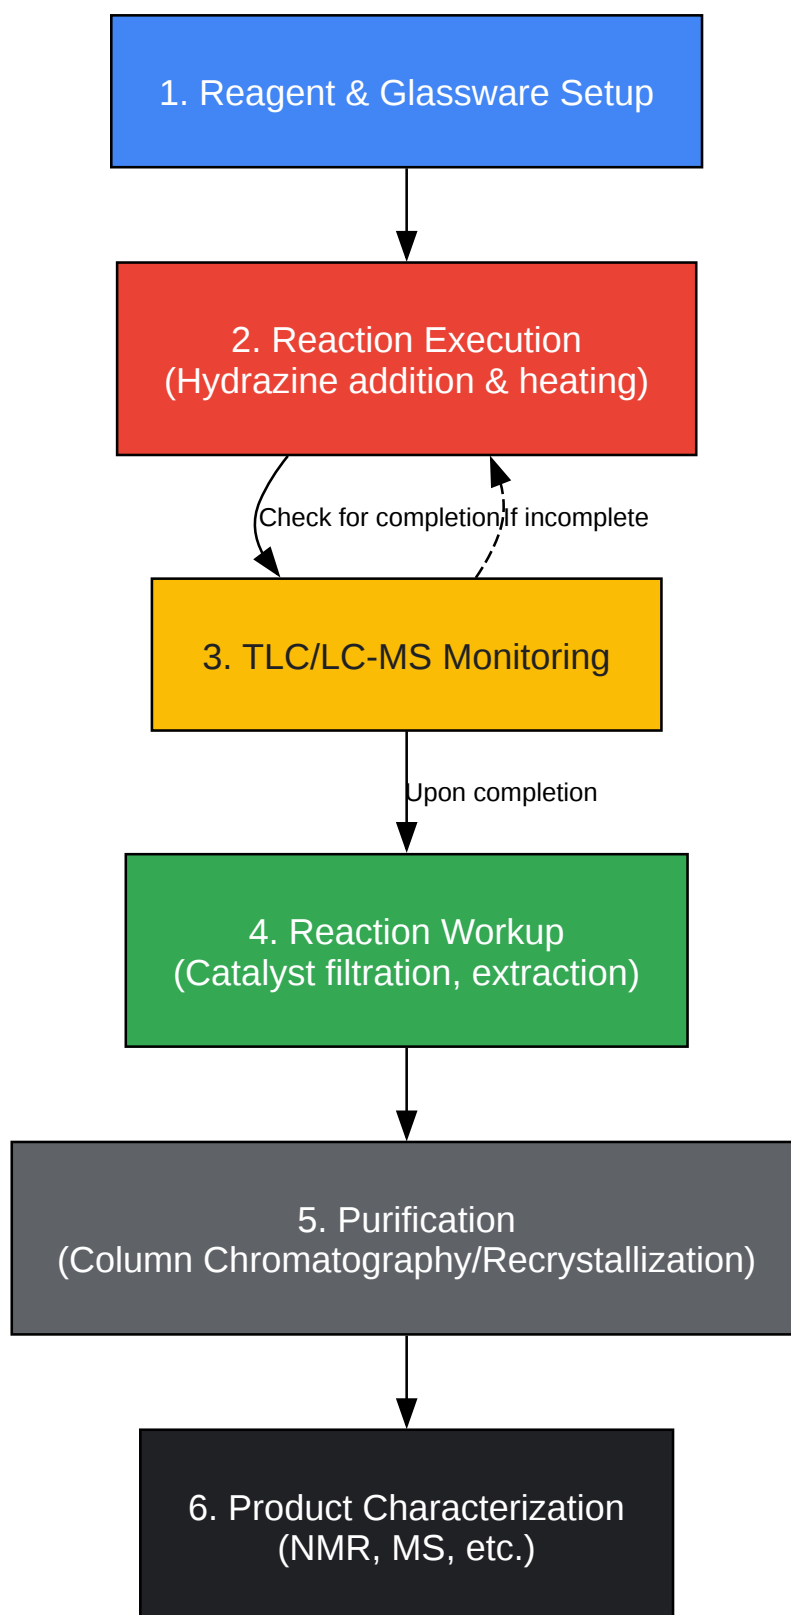 1. Reagent & Glassware Setup
2. Reaction Execution
(Hydrazine addition & heating)
Check for completion
If incomplete
3. TLC/LC-MS Monitoring
Upon completion
4. Reaction Workup
(Catalyst filtration, extraction)
5. Purification
(Column Chromatography/Recrystallization)
6. Product Characterization
(NMR, MS, etc.)